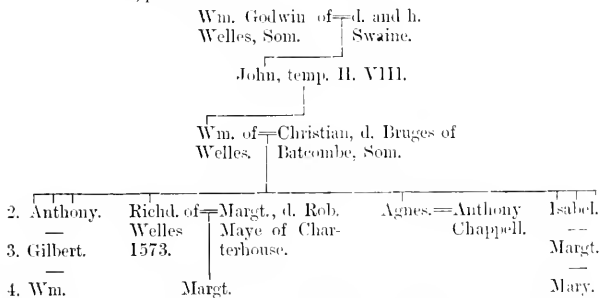 Wm. Godwin of=d. and h.
Welles, Som. Swaine.
John, temp. H. VIII.
Wm. of=Christian, d. Bruges of
Welles. Batcombe, Som.
2. Anthony. Richd. of=Margt., d. Rob. Agnes.=Anthony Isabel.
Welles Maye of Char- Chappell.
3. Gilbert. 1573. terhouse. Margt.
4. Wm. Margt. Mary.